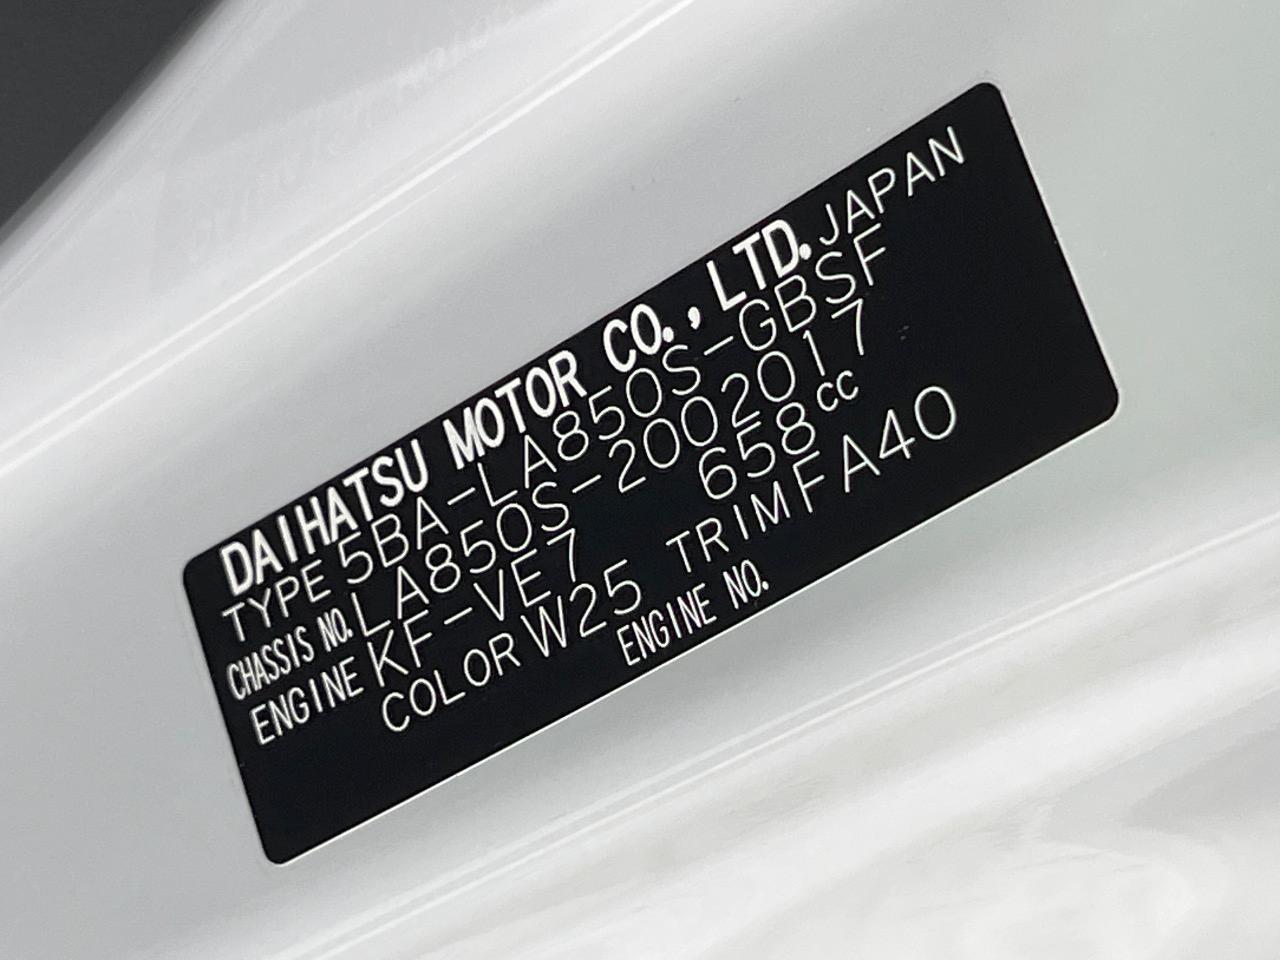 DAIHATSU MOTOR CO., LTD. JAPAN
TYPE 5BA-LA850S-GBSF
CHASSIS NO. LA850S-2002017
ENGINE KF-VE7 658cc
COLOR W25 TRIM FA40
ENGINE NO.